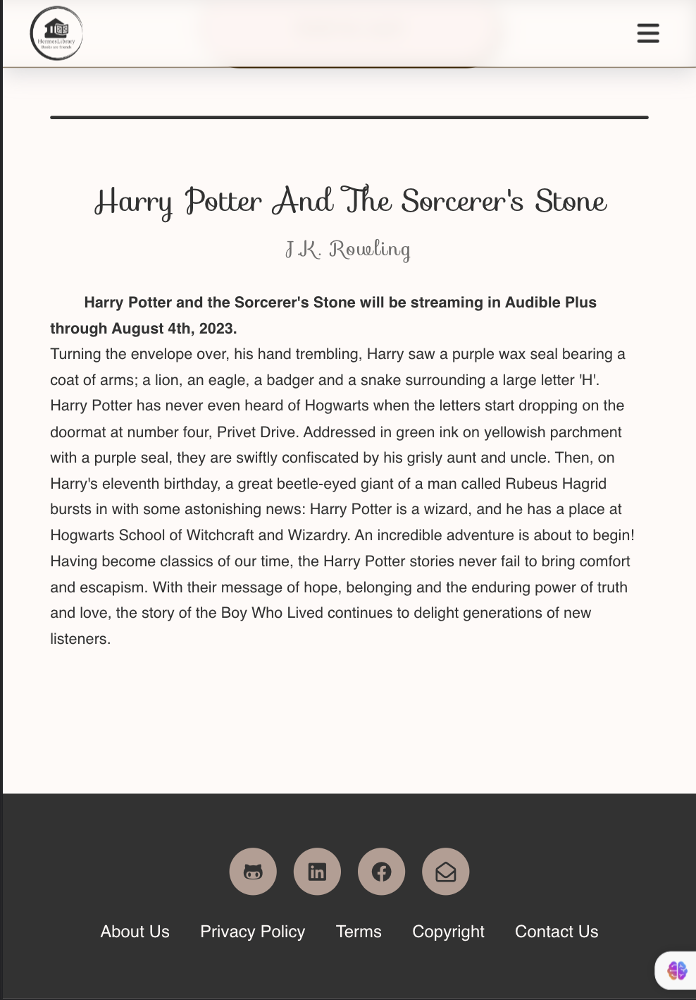 HermesLibrary
Books are friends
Harry Potter And The Sorcerer's Stone
J.K. Rowling
Harry Potter and the Sorcerer's Stone will be streaming in Audible Plus
through August 4th, 2023.
Turning the envelope over, his hand trembling, Harry saw a purple wax seal bearing a
coat of arms; a lion, an eagle, a badger and a snake surrounding a large letter 'H'.
Harry Potter has never even heard of Hogwarts when the letters start dropping on the
doormat at number four, Privet Drive. Addressed in green ink on yellowish parchment
with a purple seal, they are swiftly confiscated by his grisly aunt and uncle. Then, on
Harry's eleventh birthday, a great beetle-eyed giant of a man called Rubeus Hagrid
bursts in with some astonishing news: Harry Potter is a wizard, and he has a place at
Hogwarts School of Witchcraft and Wizardry. An incredible adventure is about to begin!
Having become classics of our time, the Harry Potter stories never fail to bring comfort
and escapism. With their message of hope, belonging and the enduring power of truth
and love, the story of the Boy Who Lived continues to delight generations of new
listeners.
About Us Privacy Policy Terms Copyright Contact Us